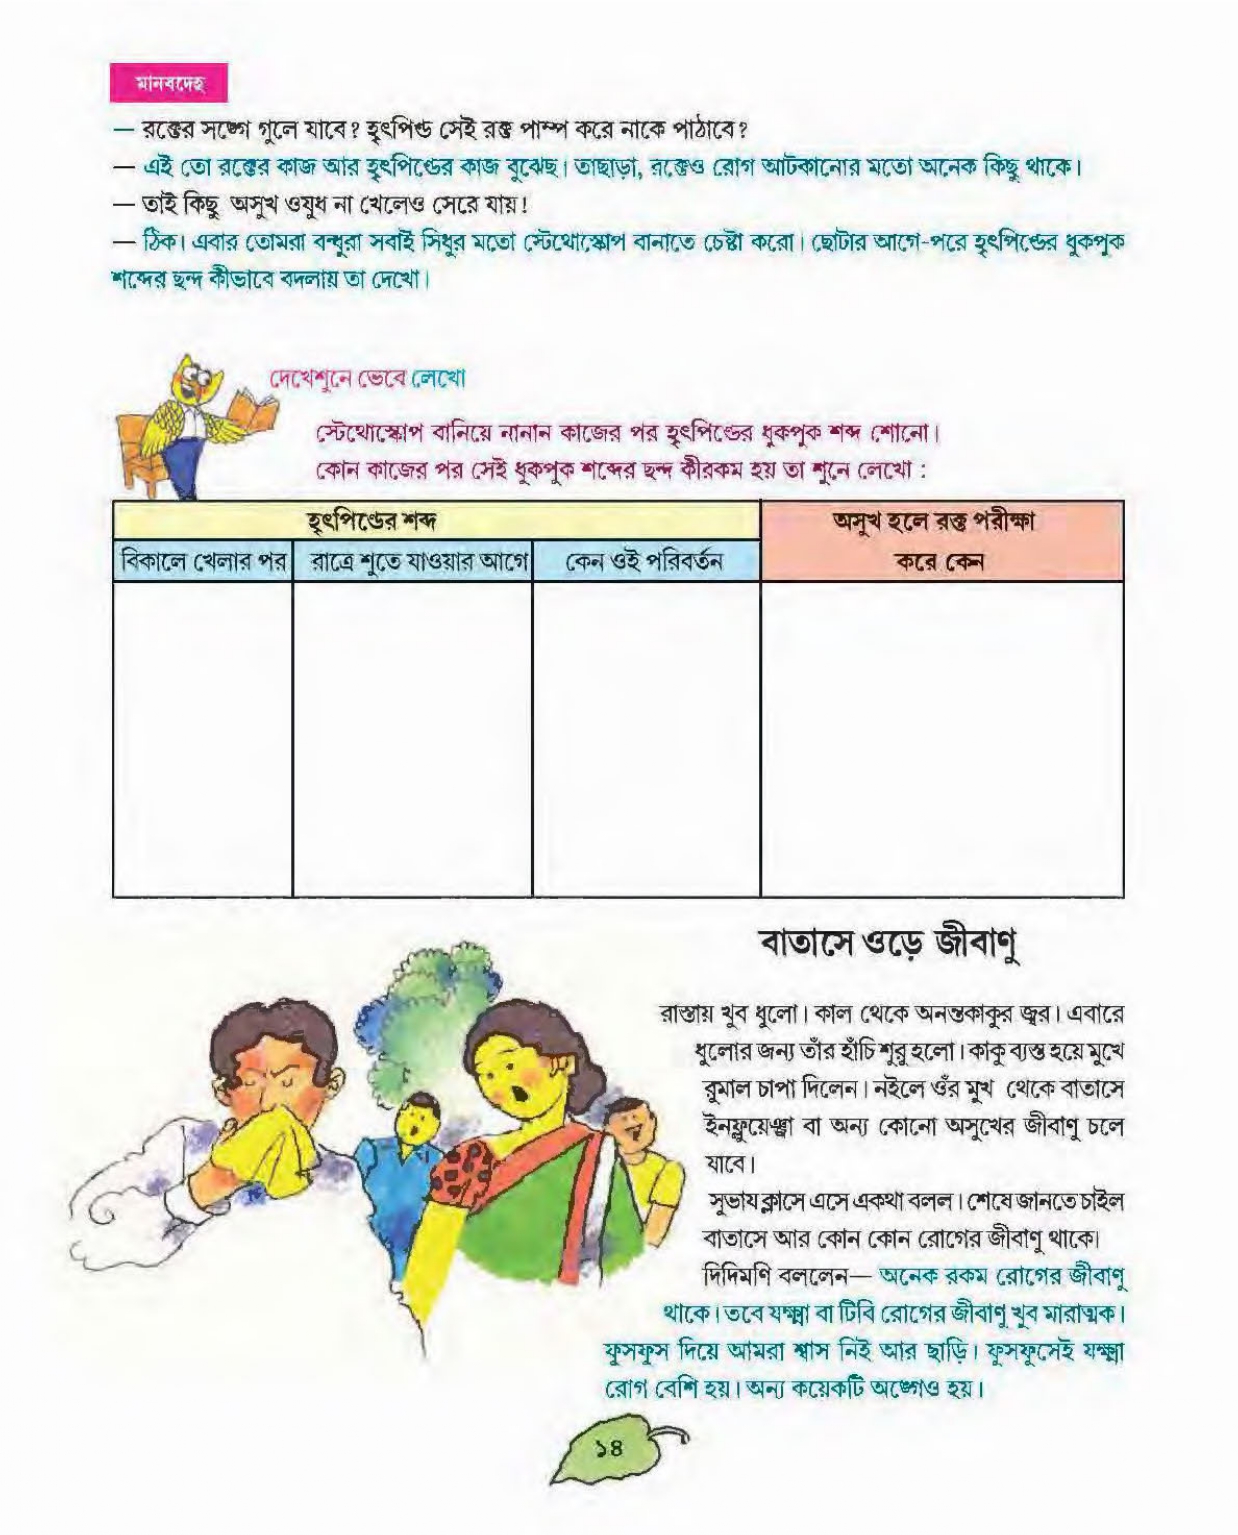 মানবদেহ
— রক্তের সঙ্গে গুলে যাবে? হৃৎপিণ্ড সেই রক্ত পাম্প করে নাকে পাঠাবে?
— এই তো রক্তের কাজ আর হৃৎপিণ্ডের কাজ বুঝেছ। তাছাড়া, রক্তেও রোগ আটকানোর মতো অনেক কিছু থাকে।
— তাই কিছু অসুখ ওষুধ না খেলেও সেরে যায়!
— ঠিক। এবার তোমরা বন্ধুরা সবাই সিধুর মতো স্টেথোস্কোপ বানাতে চেষ্টা করো। ছোটার আগে-পরে হৃৎপিণ্ডের ধুকপুক
শব্দের ছন্দ কীভাবে বদলায় তা দেখো।
দেখেশুনে ভেবে লেখো
স্টেথোস্কোপ বানিয়ে নানান কাজের পর হৃৎপিণ্ডের ধুকপুক শব্দ শোনো।
কোন কাজের পর সেই ধুকপুক শব্দের ছন্দ কীরকম হয় তা শুনে লেখো :
হৃৎপিণ্ডের শব্দ
অসুখ হলে রক্ত পরীক্ষা
বিকালে খেলার পর রাত্রে শুতে যাওয়ার আগে কেন ওই পরিবর্তন করে কেন
বাতাসে ওড়ে জীবাণু
রাস্তায় খুব ধুলো। কাল থেকে অনন্তকাকুর জ্বর। এবারে
ধুলোর জন্য তাঁর হাঁচি শুরু হলো। কাকু ব্যস্ত হয়ে মুখে
রুমাল চাপা দিলেন। নইলে ওঁর মুখ থেকে বাতাসে
ইনফ্লুয়েঞ্জা বা অন্য কোনো অসুখের জীবাণু চলে
যাবে।
সুভাষ ক্লাসে এসে একথা বলল। শেষে জানতে চাইল
বাতাসে আর কোন কোন রোগের জীবাণু থাকে।
দিদিমণি বললেন— অনেক রকম রোগের জীবাণু
থাকে। তবে যক্ষ্মা বা টিবি রোগের জীবাণু খুব মারাত্মক।
ফুসফুস দিয়ে আমরা শ্বাস নিই আর ছাড়ি। ফুসফুসেই যক্ষ্মা
রোগ বেশি হয়। অন্য কয়েকটি অঙ্গেও হয়।
১৪